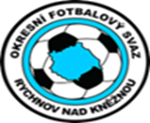 OKRESNÍ FOTBALOVÝ SVAZ
RYCHNOV NAD KNĚŽNOU